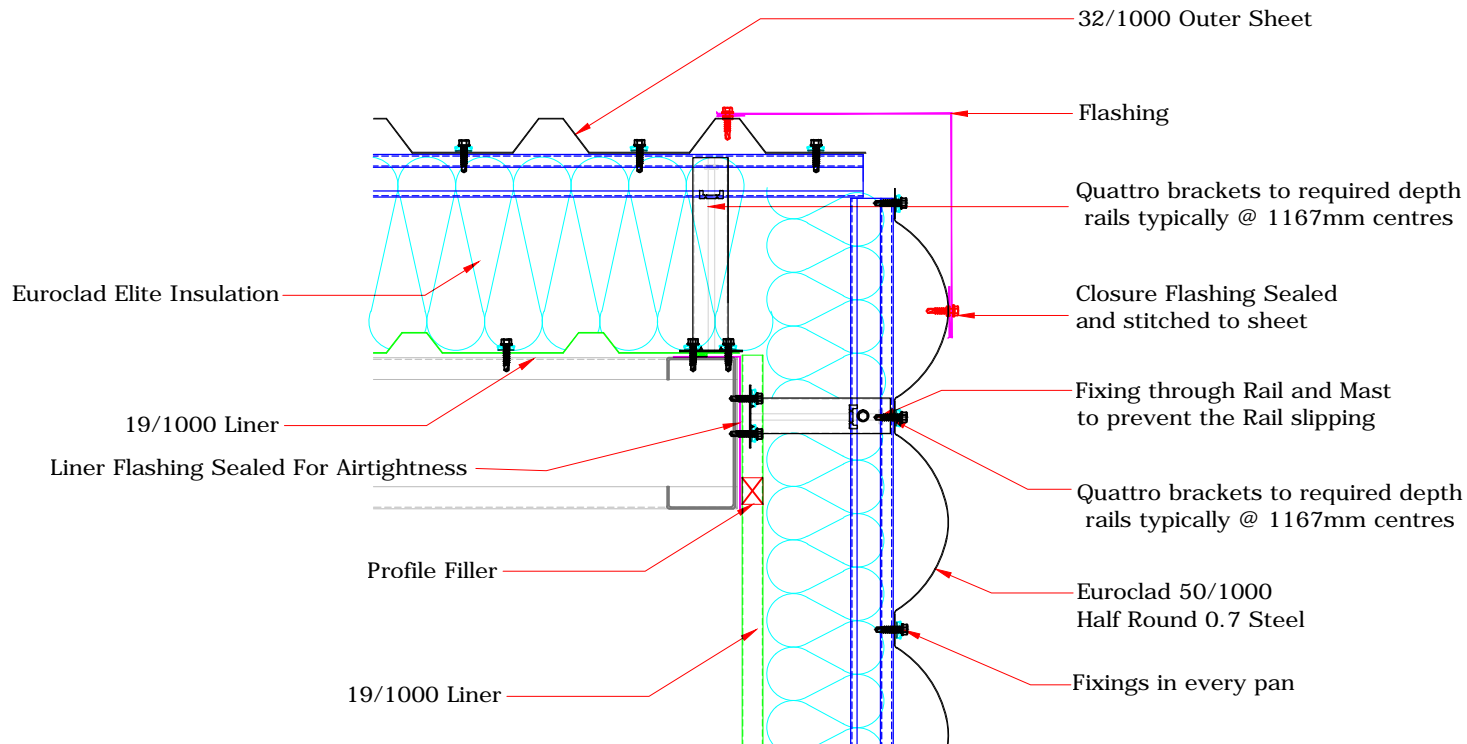 32/1000 Outer Sheet
Flashing
Quattro brackets to required depth
rails typically @ 1167mm centres
Euroclad Elite Insulation
Closure Flashing Sealed
and stitched to sheet
Fixing through Rail and Mast
to prevent the Rail slipping
19/1000 Liner
Liner Flashing Sealed For Airtightness
Quattro brackets to required depth
rails typically @ 1167mm centres
Profile Filler
Euroclad 50/1000
Half Round 0.7 Steel
19/1000 Liner
Fixings in every pan